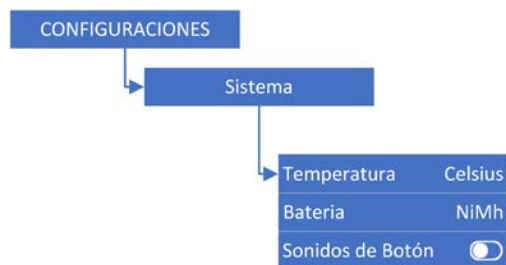 CONFIGURACIONES
Sistema
Temperatura Celsius
Bateria NiMh
Sonidos de Botón